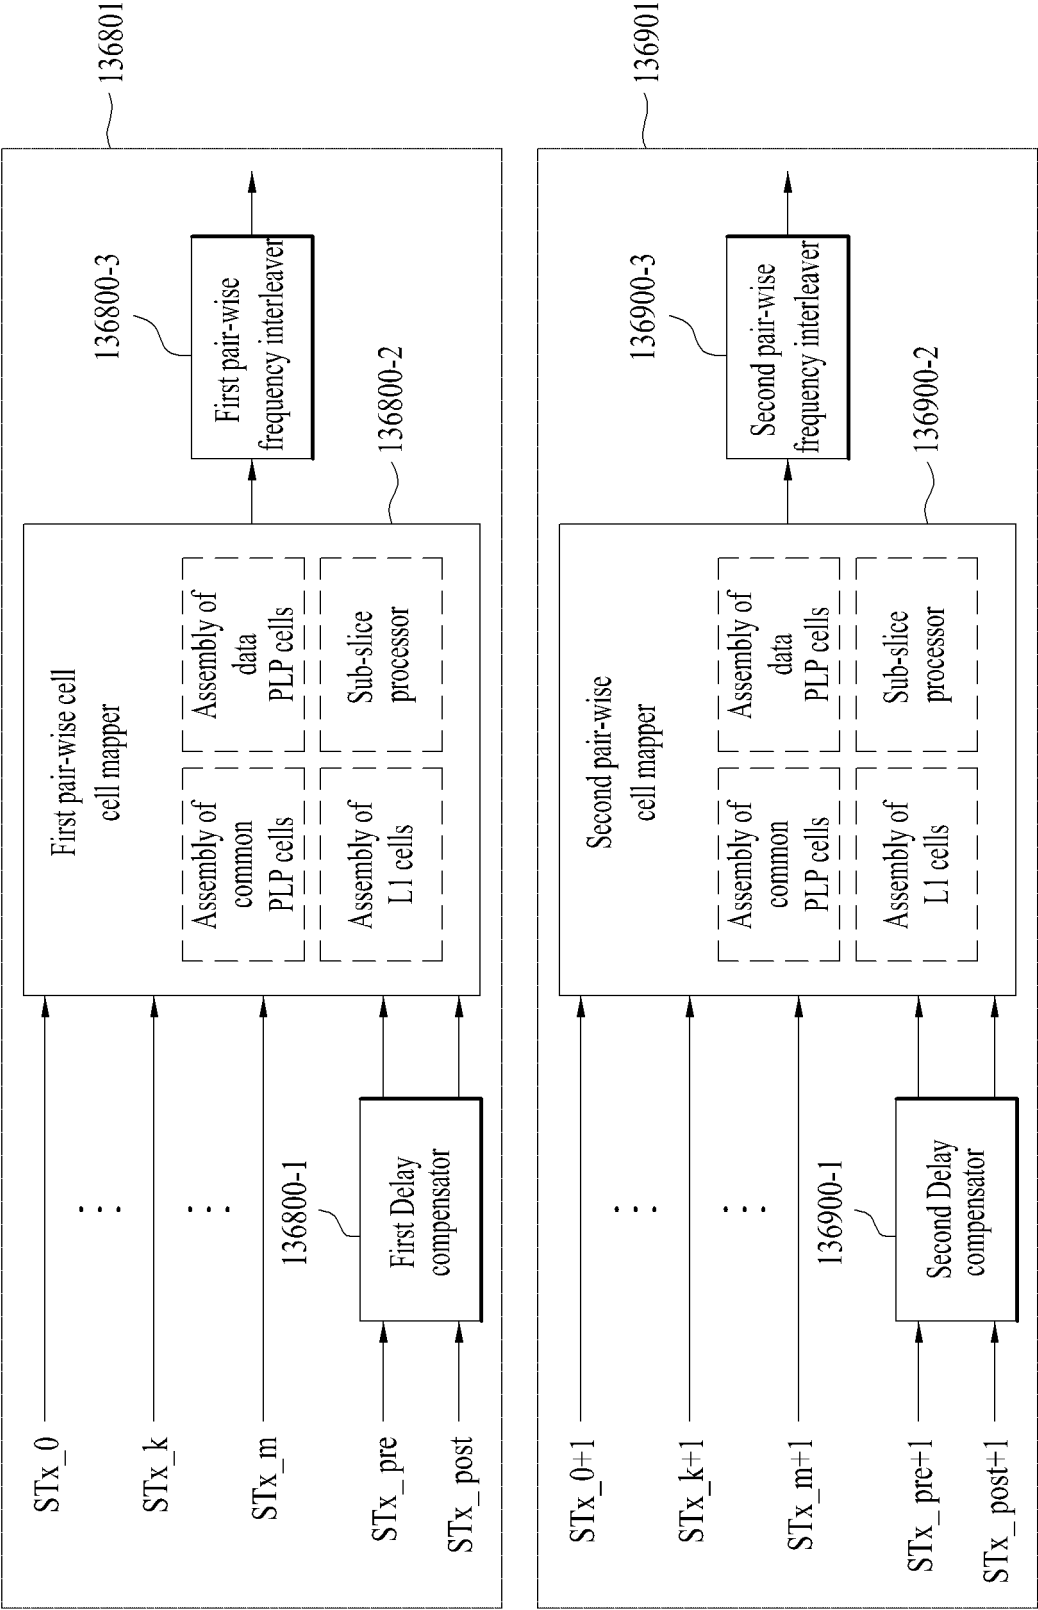 136801
STx_0
STx_k
STx_m
STx_pre
STx_post
136800-1
First Delay
compensator
First pair-wise cell
cell mapper
Assembly of
common
PLP cells
Assembly of
data
PLP cells
Assembly of
L1 cells
Sub-slice
processor
136800-2
136800-3
First pair-wise
frequency interleaver
136901
STx_0+1
STx_k+1
STx_m+1
STx_pre+1
STx_post+1
136900-1
Second Delay
compensator
Second pair-wise
cell mapper
Assembly of
common
PLP cells
Assembly of
data
PLP cells
Assembly of
L1 cells
Sub-slice
processor
136900-2
136900-3
Second pair-wise
frequency interleaver